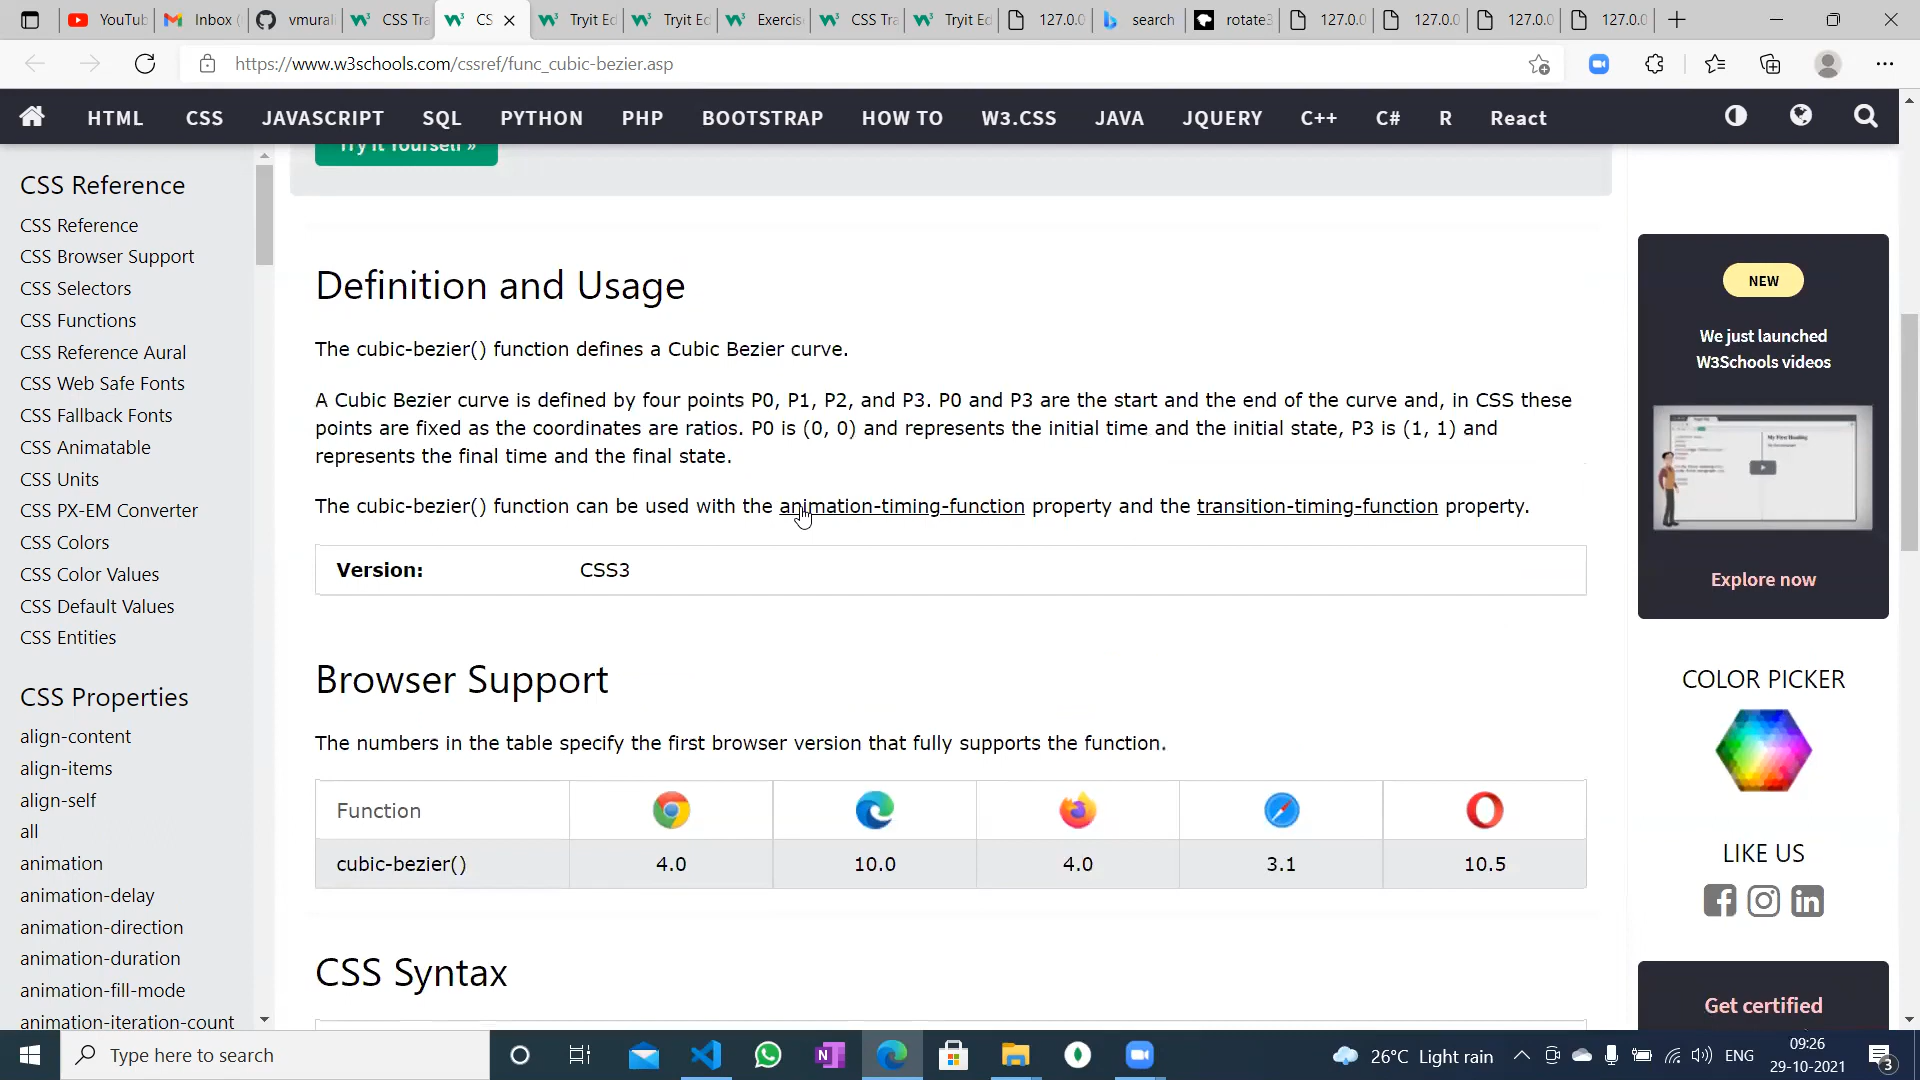 YouTub
Inbox (
vmural
CSS Tra
CS
Tryit Ed
Tryit Ed
Exercis
CSS Tra
Tryit Ed
127.0.0
search
rotate3
127.0.0
127.0.0
127.0.0
127.0.0
https://www.w3schools.com/cssref/func_cubic-bezier.asp
HTML CSS JAVASCRIPT SQL PYTHON PHP BOOTSTRAP HOW TO W3.CSS JAVA JQUERY C++ C# R React
CSS Reference
CSS Reference
CSS Browser Support
CSS Selectors
CSS Functions
CSS Reference Aural
CSS Web Safe Fonts
CSS Fallback Fonts
CSS Animatable
CSS Units
CSS PX-EM Converter
CSS Colors
CSS Color Values
CSS Default Values
CSS Entities
CSS Properties
align-content
align-items
align-self
all
animation
animation-delay
animation-direction
animation-duration
animation-fill-mode
animation-iteration-count
Try it Yourself »
Definition and Usage
The cubic-bezier() function defines a Cubic Bezier curve.
A Cubic Bezier curve is defined by four points P0, P1, P2, and P3. P0 and P3 are the start and the end of the curve and, in CSS these
points are fixed as the coordinates are ratios. P0 is (0, 0) and represents the initial time and the initial state, P3 is (1, 1) and
represents the final time and the final state.
The cubic-bezier() function can be used with the animation-timing-function property and the transition-timing-function property.
Version: CSS3
Browser Support
The numbers in the table specify the first browser version that fully supports the function.
Function
cubic-bezier() 4.0 10.0 4.0 3.1 10.5
CSS Syntax
NEW
We just launched
W3Schools videos
Explore now
COLOR PICKER
LIKE US
Get certified
Type here to search
26°C Light rain
ENG
09:26
29-10-2021
3